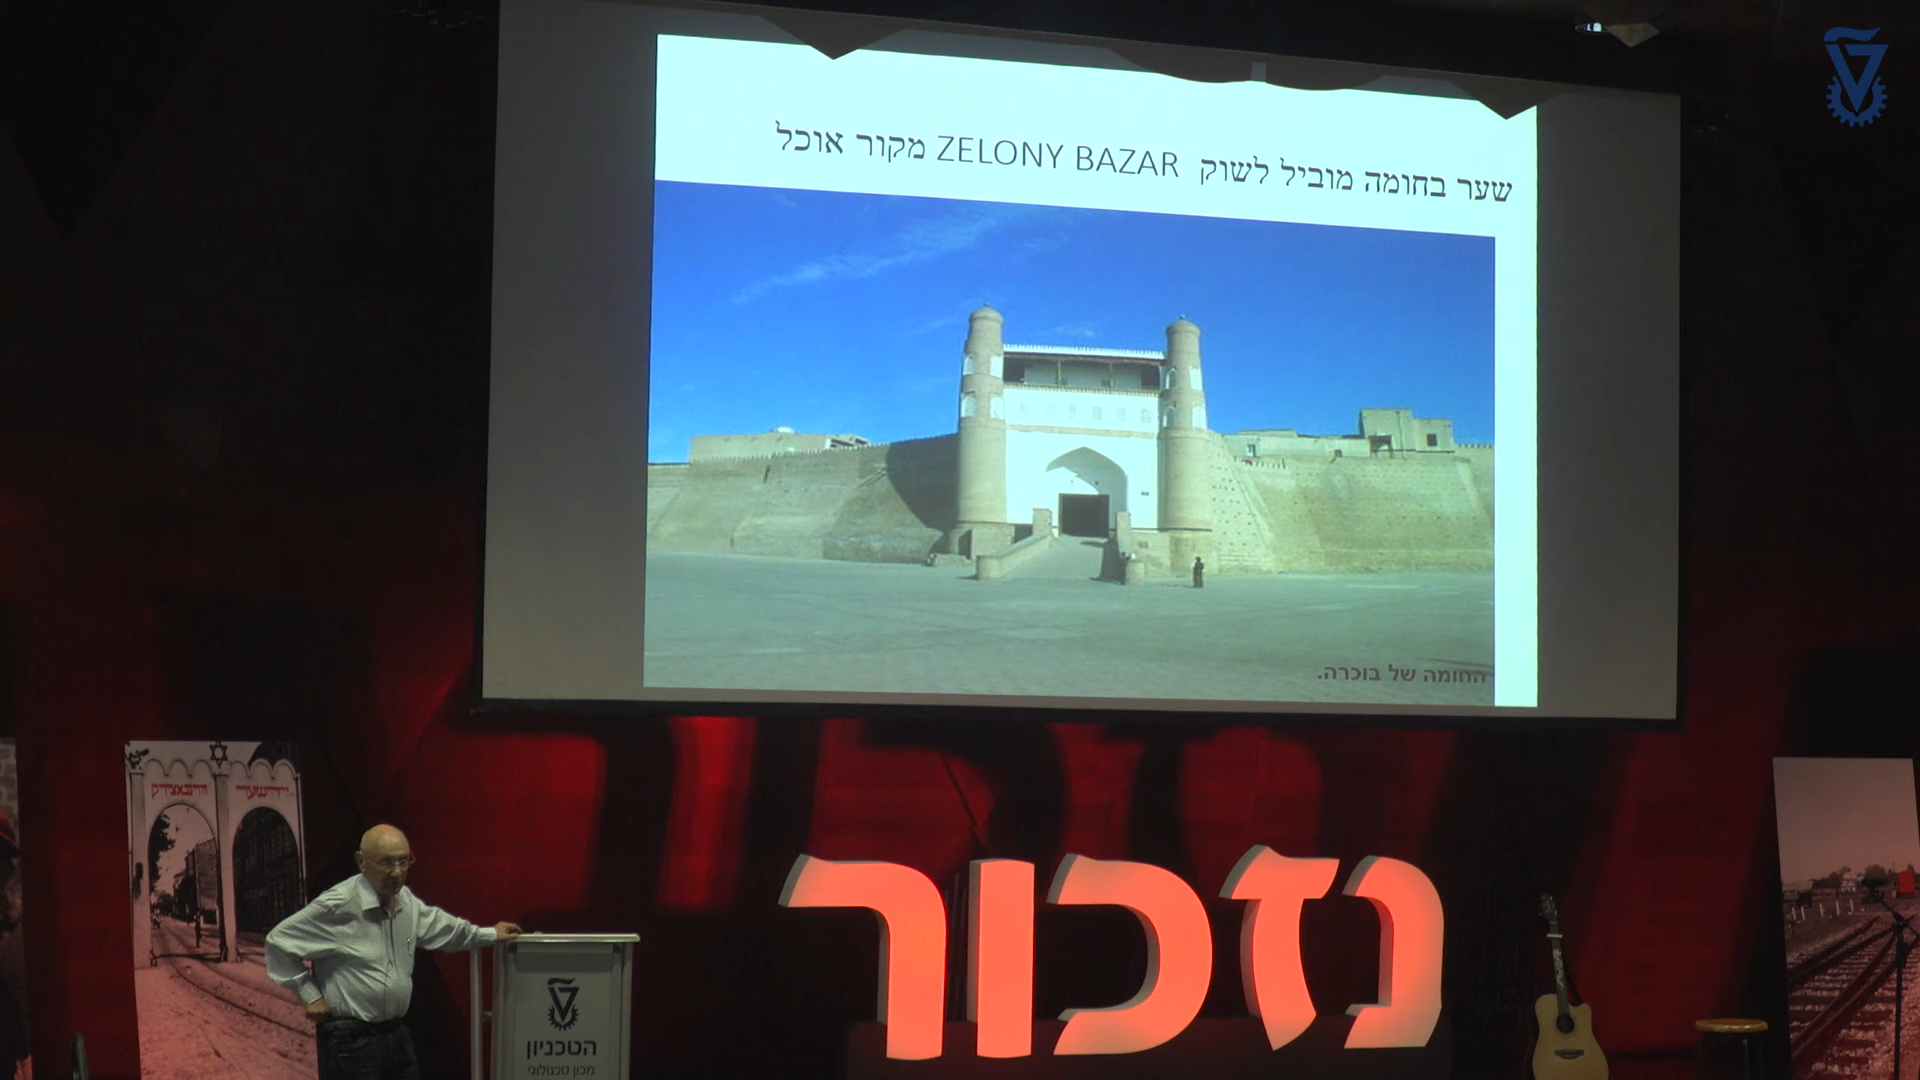 שער בחומה מוביל לשוק ZELONY BAZAR מקור אוכל
החומה של בוכרה.
נזכור
הטכניון
מכון טכנולוגי